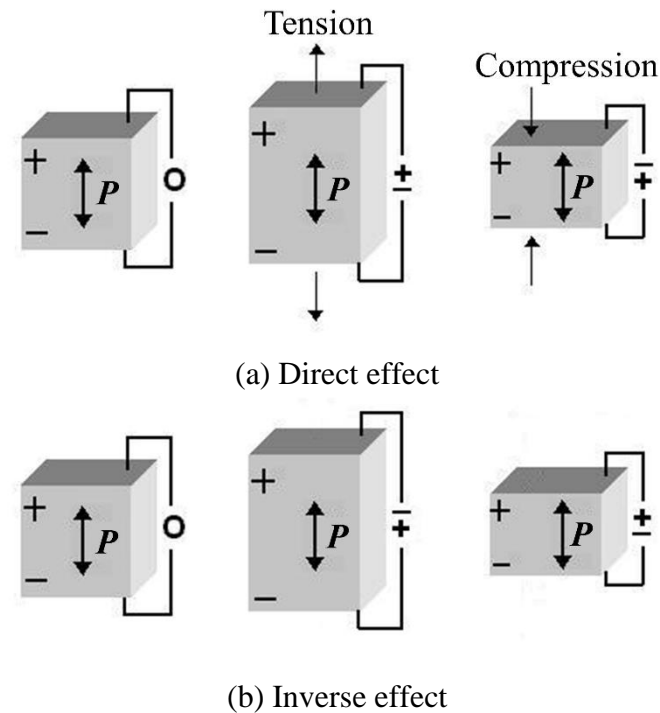 Tension
Compression
+ P − O
+ P − + −
+ P − − +
(a) Direct effect
+ P − O
+ P − − +
+ P − + −
(b) Inverse effect